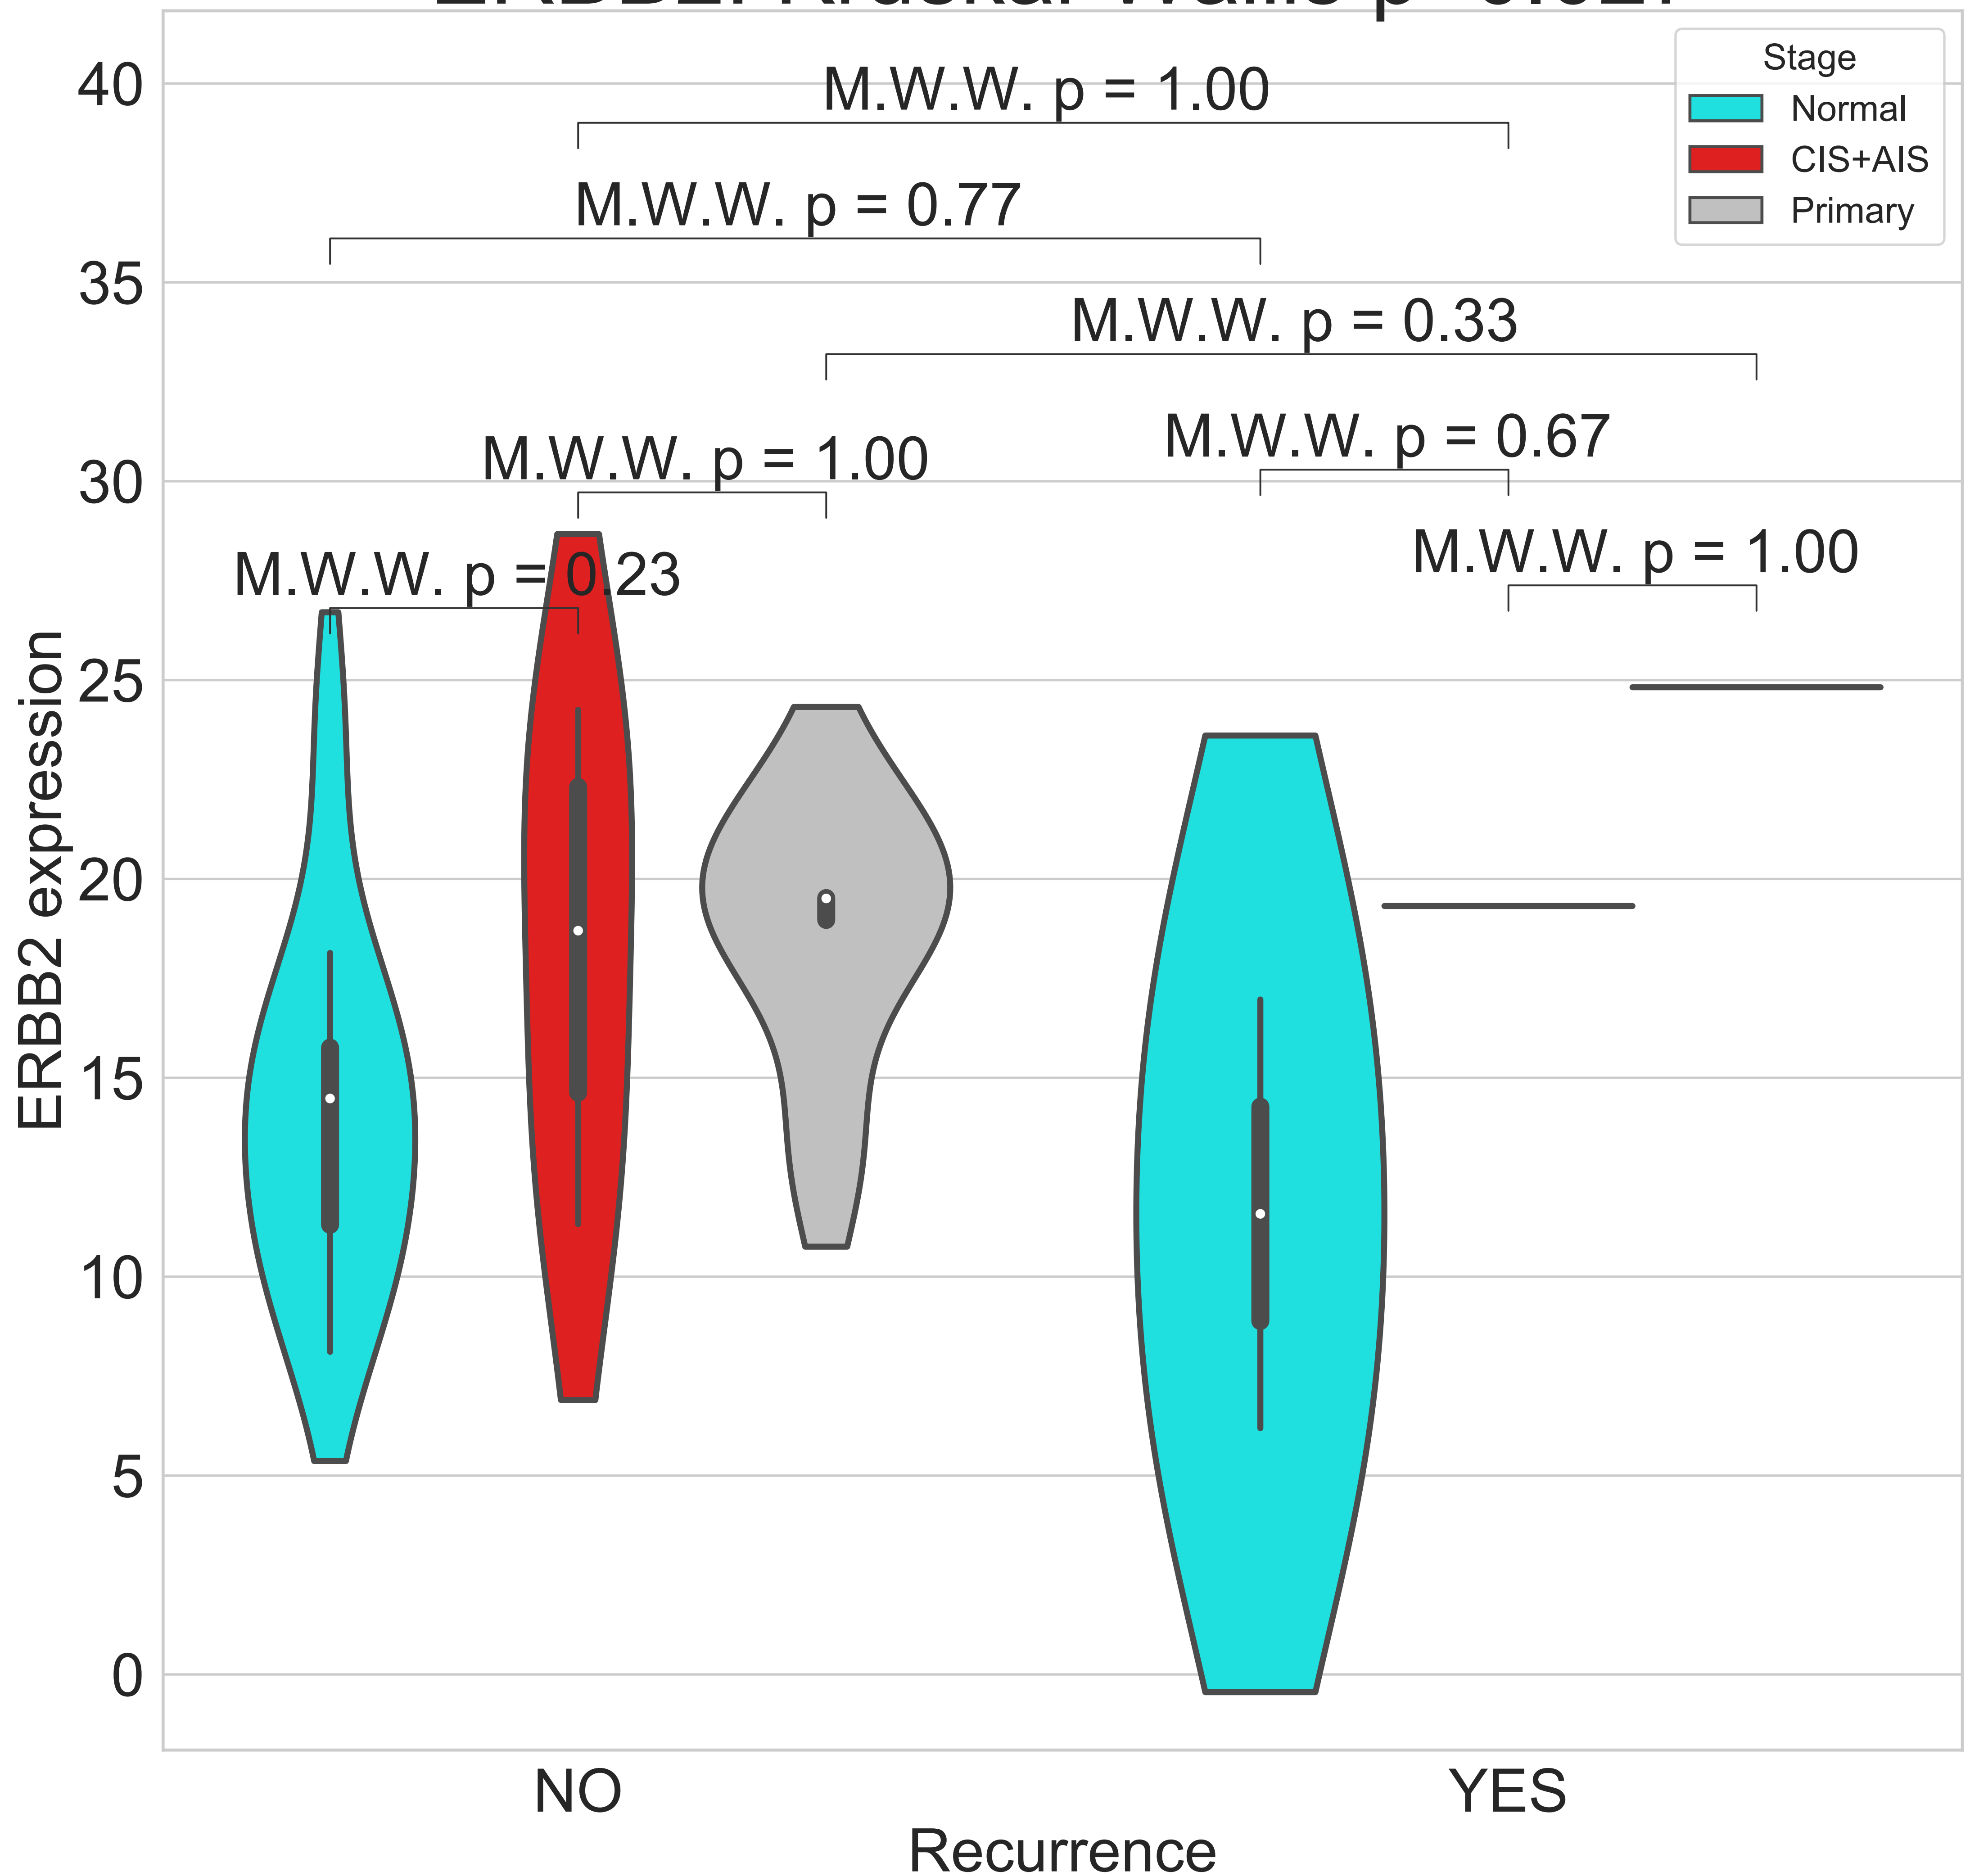 Stage
Normal
CIS+AIS
Primary
M.W.W. p = 1.00
M.W.W. p = 0.77
M.W.W. p = 0.33
M.W.W. p = 0.67
M.W.W. p = 1.00
M.W.W. p = 1.00
M.W.W. p = 0.23
40
35
30
25
20
15
10
5
0
ERBB2 expression
NO
YES
Recurrence